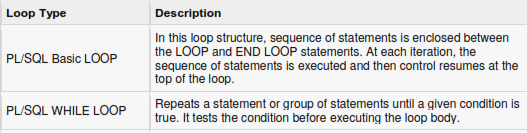 Loop Type Description
In this loop structure, sequence of statements is enclosed between
the LOOP and END LOOP statements. At each iteration, the
PL/SQL Basic LOOP
sequence of statements is executed and then control resumes at
the top of the loop.
Repeats a statement or group of statements until a given condition is
PL/SQL WHILE LOOP
true. It tests the condition before executing the loop body.